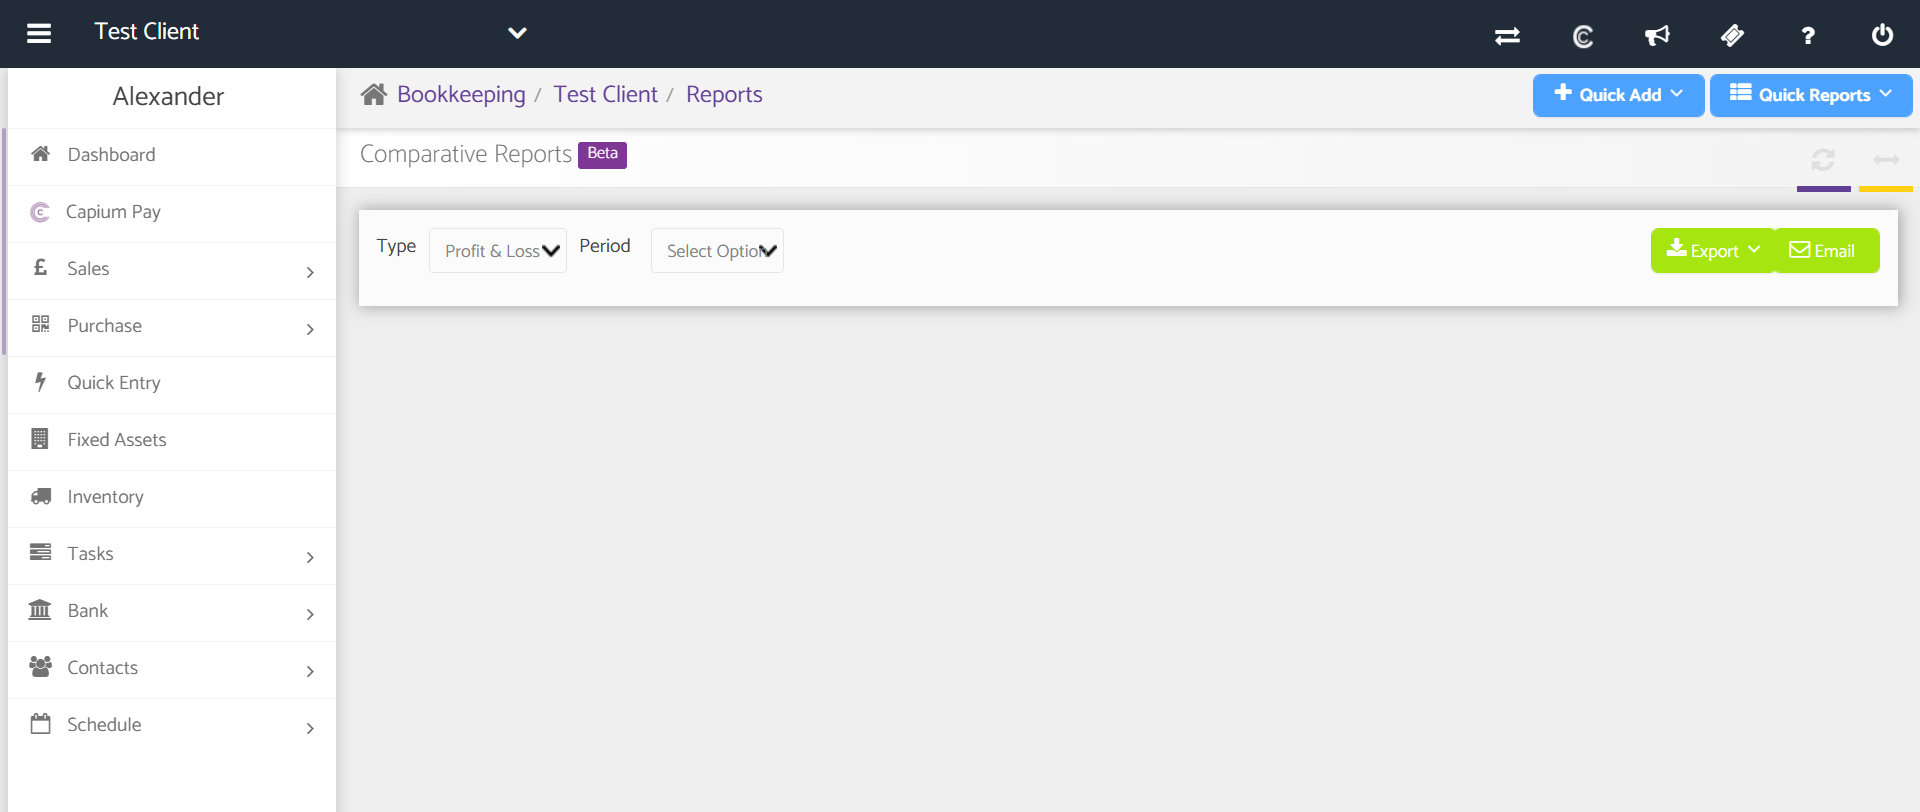 Test Client
?
Alexander
Bookkeeping / Test Client / Reports
Quick Add
Quick Reports
Comparative Reports Beta
Type Profit & Loss Period Select Option
Export
Email
Dashboard
Capium Pay
Sales
Purchase
Quick Entry
Fixed Assets
Inventory
Tasks
Bank
Contacts
Schedule